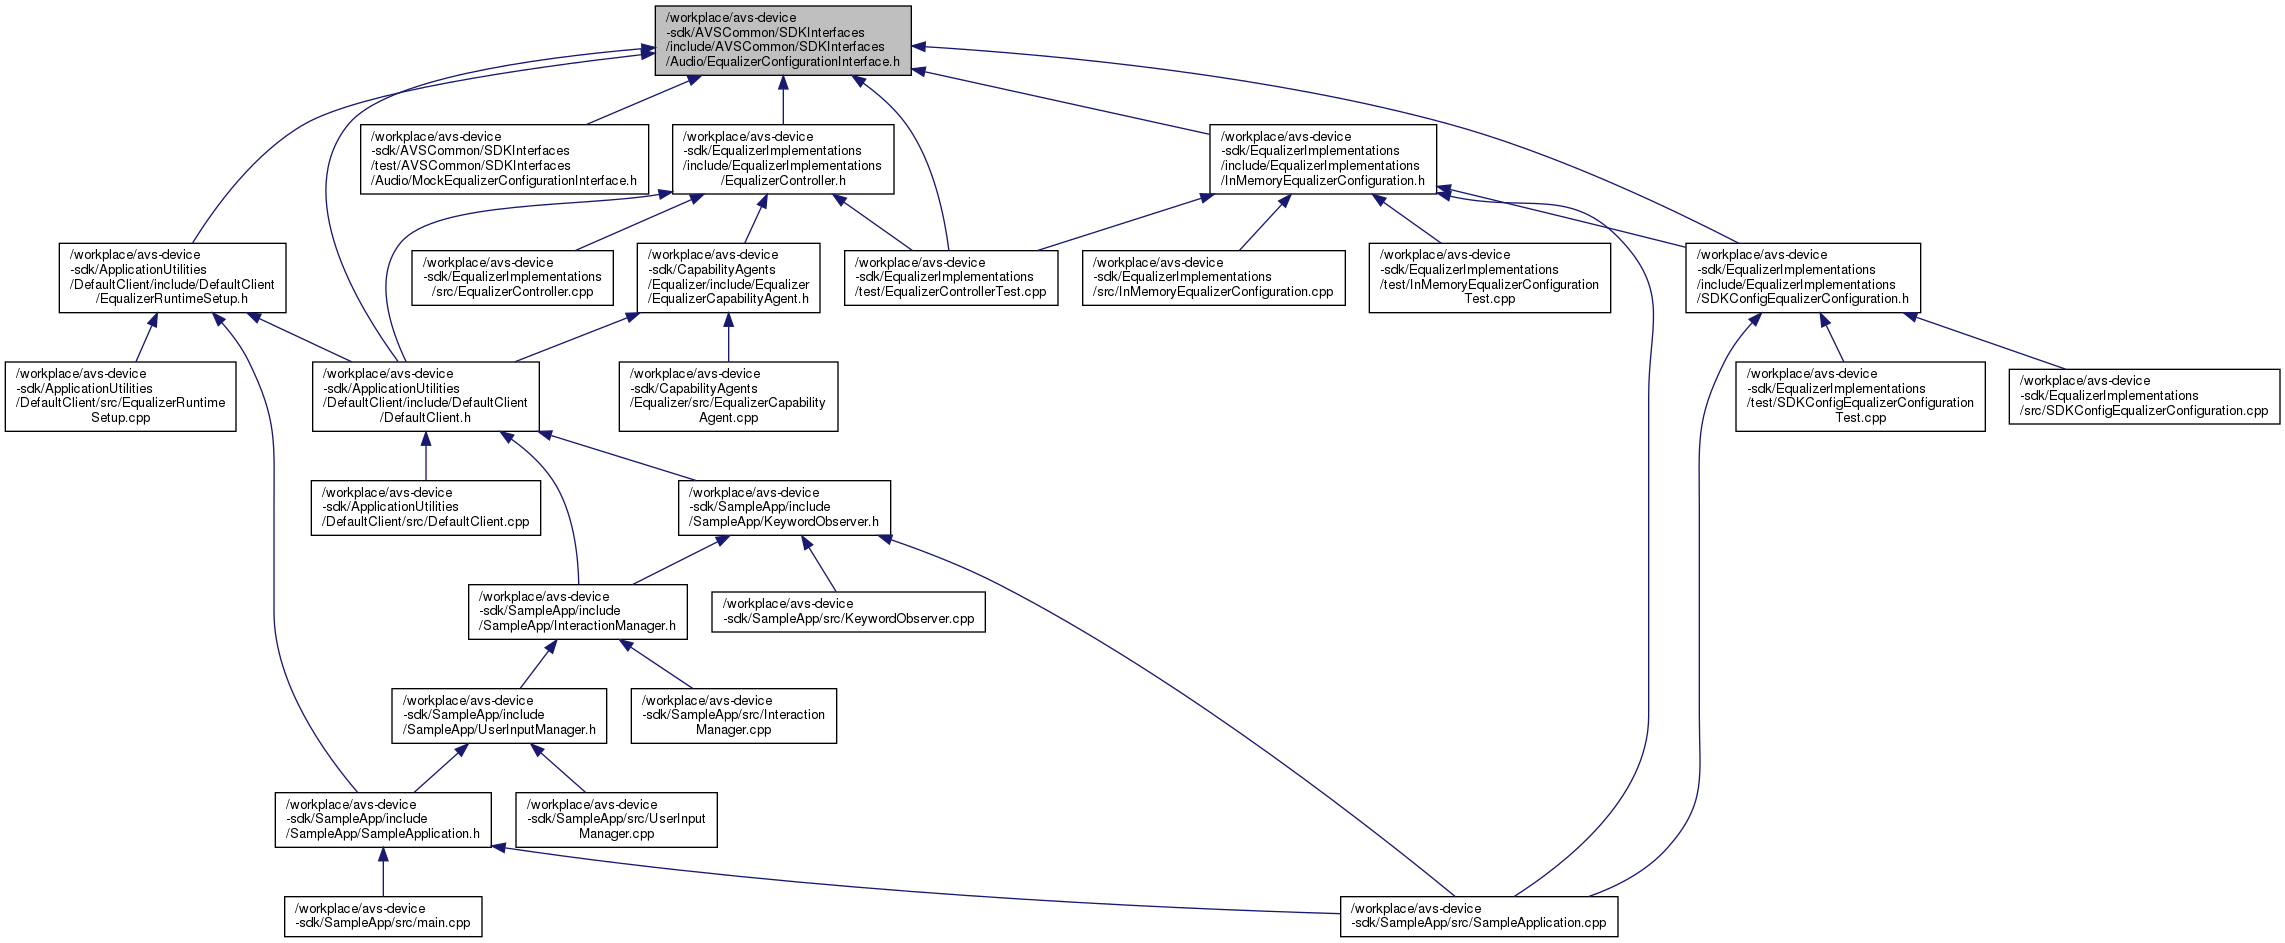 /workplace/avs-device
-sdk/AVSCommon/SDKInterfaces
/include/AVSCommon/SDKInterfaces
/Audio/EqualizerConfigurationInterface.h
/workplace/avs-device
-sdk/AVSCommon/SDKInterfaces
/test/AVSCommon/SDKInterfaces
/Audio/MockEqualizerConfigurationInterface.h
/workplace/avs-device
-sdk/EqualizerImplementations
/include/EqualizerImplementations
/EqualizerController.h
/workplace/avs-device
-sdk/EqualizerImplementations
/include/EqualizerImplementations
/InMemoryEqualizerConfiguration.h
/workplace/avs-device
-sdk/ApplicationUtilities
/DefaultClient/include/DefaultClient
/EqualizerRuntimeSetup.h
/workplace/avs-device
-sdk/EqualizerImplementations
/src/EqualizerController.cpp
/workplace/avs-device
-sdk/CapabilityAgents
/Equalizer/include/Equalizer
/EqualizerCapabilityAgent.h
/workplace/avs-device
-sdk/EqualizerImplementations
/test/EqualizerControllerTest.cpp
/workplace/avs-device
-sdk/EqualizerImplementations
/src/InMemoryEqualizerConfiguration.cpp
/workplace/avs-device
-sdk/EqualizerImplementations
/test/InMemoryEqualizerConfiguration
Test.cpp
/workplace/avs-device
-sdk/EqualizerImplementations
/include/EqualizerImplementations
/SDKConfigEqualizerConfiguration.h
/workplace/avs-device
-sdk/ApplicationUtilities
/DefaultClient/src/EqualizerRuntime
Setup.cpp
/workplace/avs-device
-sdk/ApplicationUtilities
/DefaultClient/include/DefaultClient
/DefaultClient.h
/workplace/avs-device
-sdk/CapabilityAgents
/Equalizer/src/EqualizerCapability
Agent.cpp
/workplace/avs-device
-sdk/EqualizerImplementations
/test/SDKConfigEqualizerConfiguration
Test.cpp
/workplace/avs-device
-sdk/EqualizerImplementations
/src/SDKConfigEqualizerConfiguration.cpp
/workplace/avs-device
-sdk/ApplicationUtilities
/DefaultClient/src/DefaultClient.cpp
/workplace/avs-device
-sdk/SampleApp/include
/SampleApp/KeywordObserver.h
/workplace/avs-device
-sdk/SampleApp/include
/SampleApp/InteractionManager.h
/workplace/avs-device
-sdk/SampleApp/src/KeywordObserver.cpp
/workplace/avs-device
-sdk/SampleApp/include
/SampleApp/UserInputManager.h
/workplace/avs-device
-sdk/SampleApp/src/Interaction
Manager.cpp
/workplace/avs-device
-sdk/SampleApp/include
/SampleApp/SampleApplication.h
/workplace/avs-device
-sdk/SampleApp/src/UserInput
Manager.cpp
/workplace/avs-device
-sdk/SampleApp/src/main.cpp
/workplace/avs-device
-sdk/SampleApp/src/SampleApplication.cpp